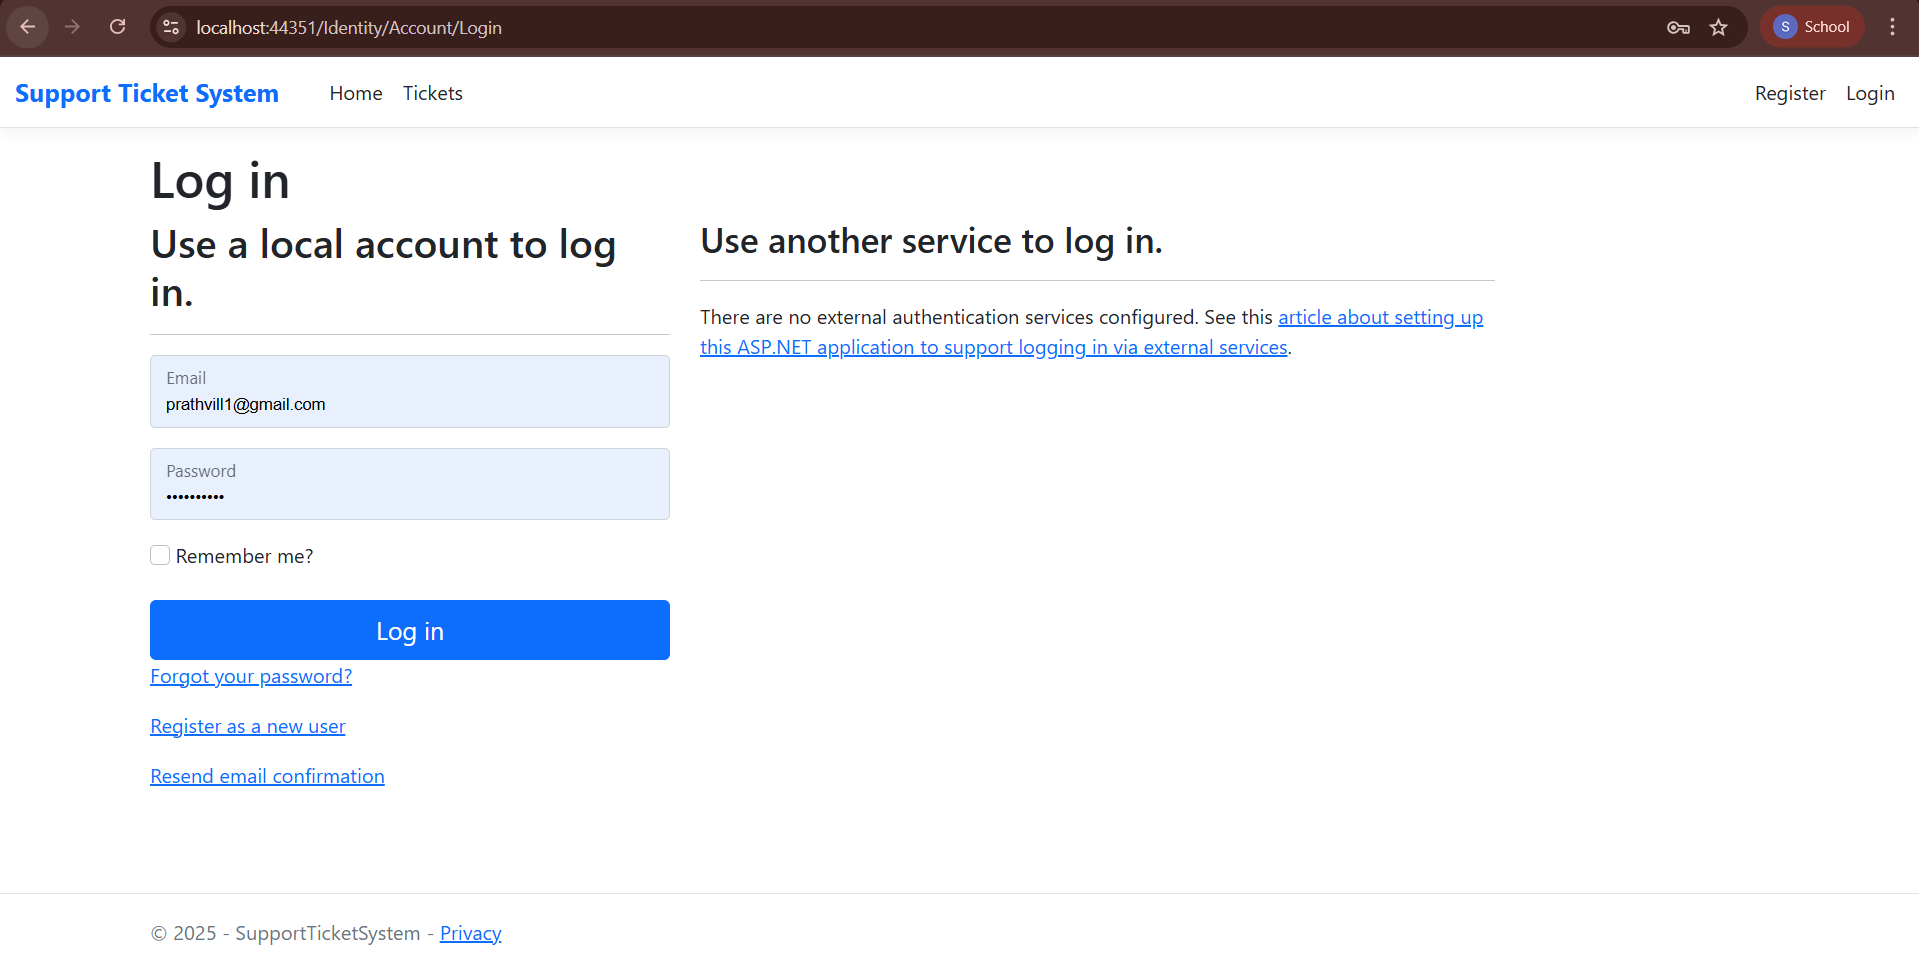 localhost:44351/Identity/Account/Login
S School
Support Ticket System Home Tickets Register Login
Log in
Use a local account to log
in.
Email
prathvill1@gmail.com
Password
••••••••••
Remember me?
Log in
Forgot your password?
Register as a new user
Resend email confirmation
Use another service to log in.
There are no external authentication services configured. See this article about setting up
this ASP.NET application to support logging in via external services.
© 2025 - SupportTicketSystem - Privacy